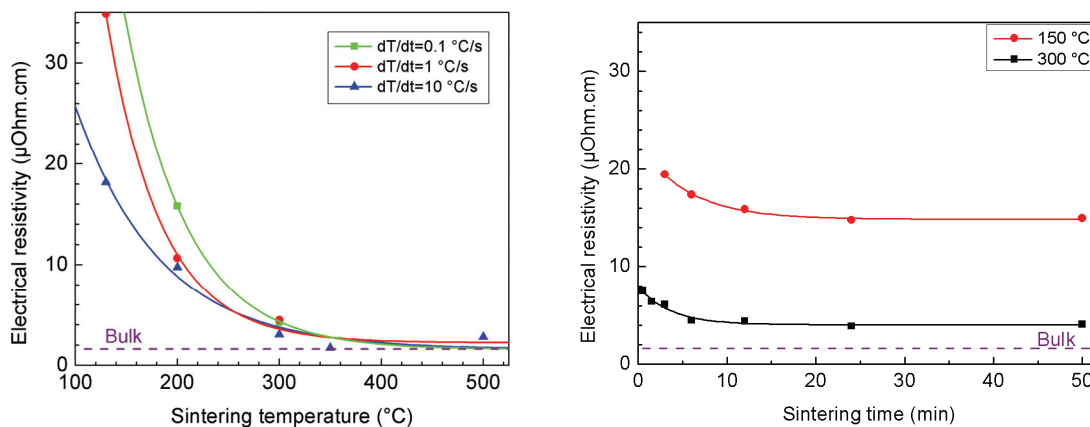 Electrical resistivity (µOhm.cm)
30
20
10
0
dT/dt=0.1 °C/s
dT/dt=1 °C/s
dT/dt=10 °C/s
Bulk
100
200
300
400
500
Sintering temperature (°C)
Electrical resistivity (µOhm.cm)
30
20
10
0
150 °C
300 °C
Bulk
0
10
20
30
40
50
Sintering time (min)